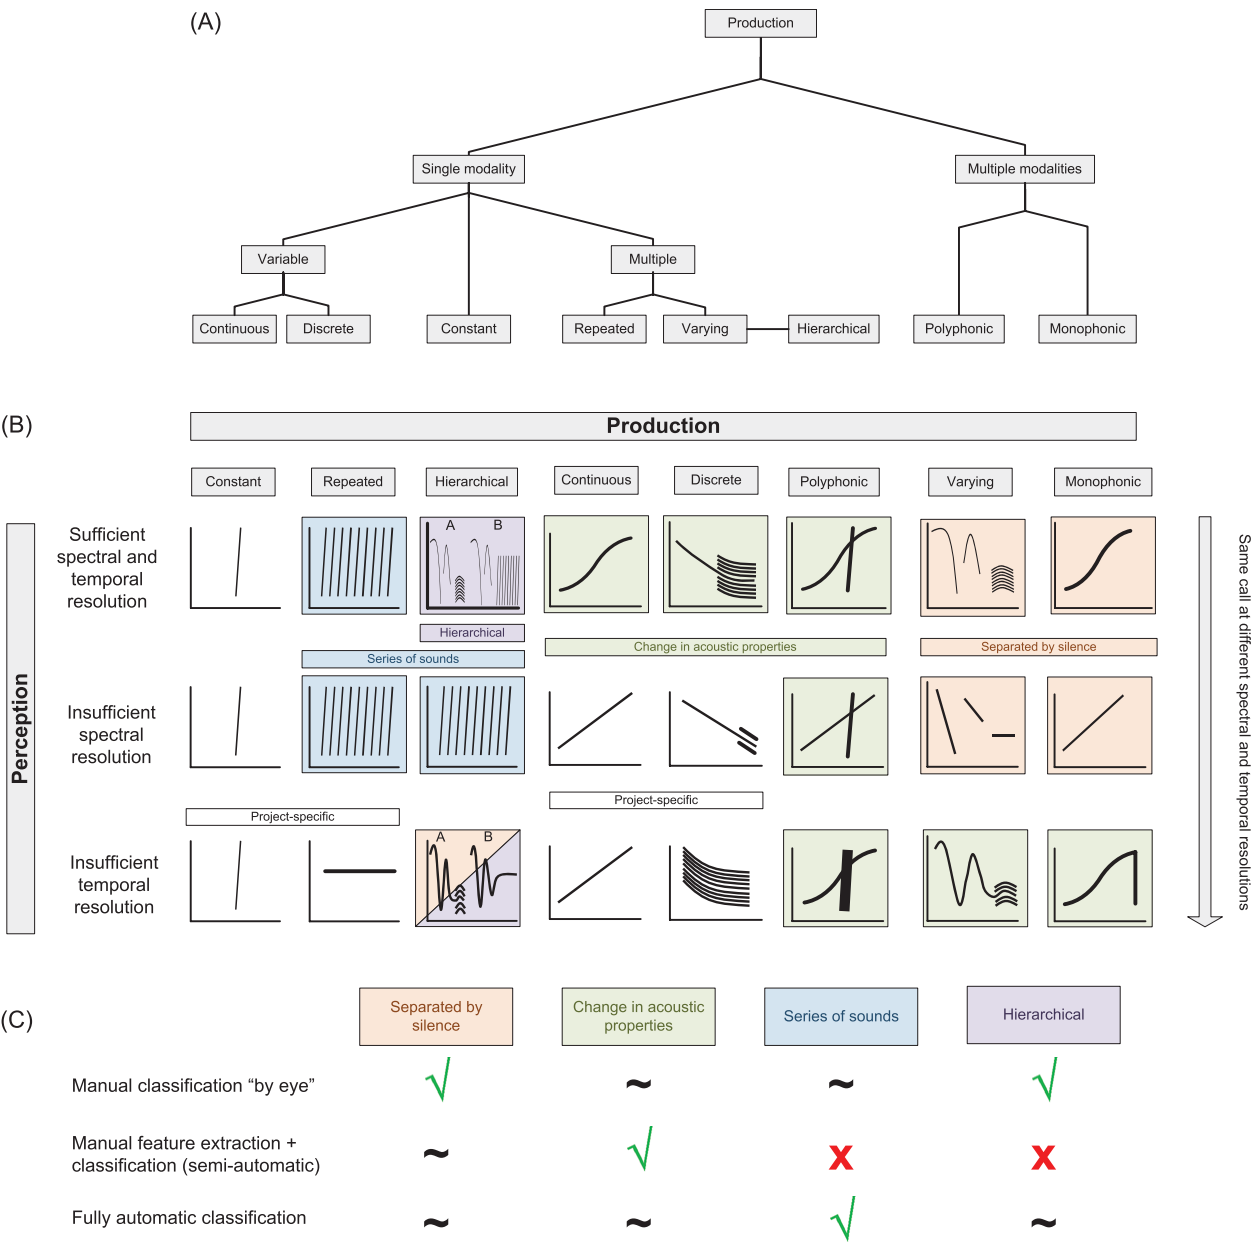 (A)
Production
Single modality
Multiple modalities
Variable
Multiple
Continuous
Discrete
Constant
Repeated
Varying
Hierarchical
Polyphonic
Monophonic
(B)
Production
Constant
Repeated
Hierarchical
Continuous
Discrete
Polyphonic
Varying
Monophonic
Perception
Sufficient
spectral and
temporal
resolution
A
B
Hierarchical
Series of sounds
Change in acoustic properties
Separated by silence
Same call at different spectral and temporal resolutions
Insufficient
spectral
resolution
Project-specific
Project-specific
Insufficient
temporal
resolution
A
B
(C)
Separated by
silence
Change in acoustic
properties
Series of sounds
Hierarchical
Manual classification “by eye”
√ ~ ~ √
Manual feature extraction +
classification (semi-automatic)
~ √ x x
Fully automatic classification
~ ~ √ ~